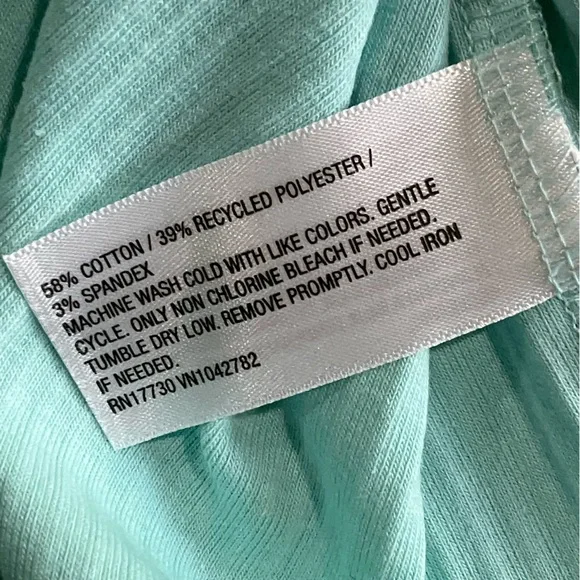 58% COTTON / 39% RECYCLED POLYESTER /
3% SPANDEX
MACHINE WASH COLD WITH LIKE COLORS. GENTLE
CYCLE. ONLY NON CHLORINE BLEACH IF NEEDED.
TUMBLE DRY LOW. REMOVE PROMPTLY. COOL IRON
IF NEEDED.
RN17730 VN1042782